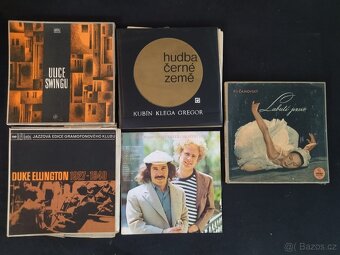 ULICE
SWINGU
hudba
černé
země
KUBÍN KLEGA GREGOR
P. I. ČAJKOVSKIJ
Labutí jezero
JAZZOVÁ EDICE GRAMOFONOVÉHO KLUBU
DUKE ELLINGTON 1927-1940
Bazos.cz